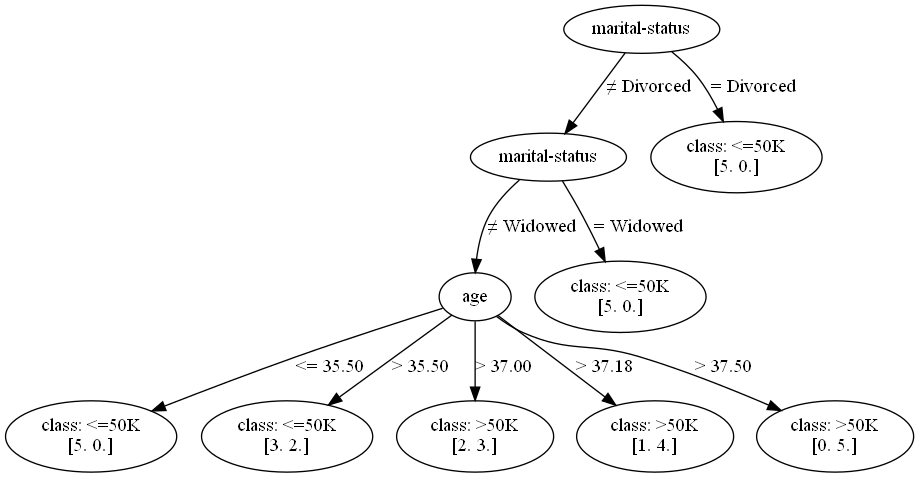 marital-status
≠ Divorced
= Divorced
marital-status
class: <=50K
[5. 0.]
≠ Widowed
= Widowed
age
class: <=50K
[5. 0.]
<= 35.50
> 35.50
> 37.00
> 37.18
> 37.50
class: <=50K
[5. 0.]
class: <=50K
[3. 2.]
class: >50K
[2. 3.]
class: >50K
[1. 4.]
class: >50K
[0. 5.]